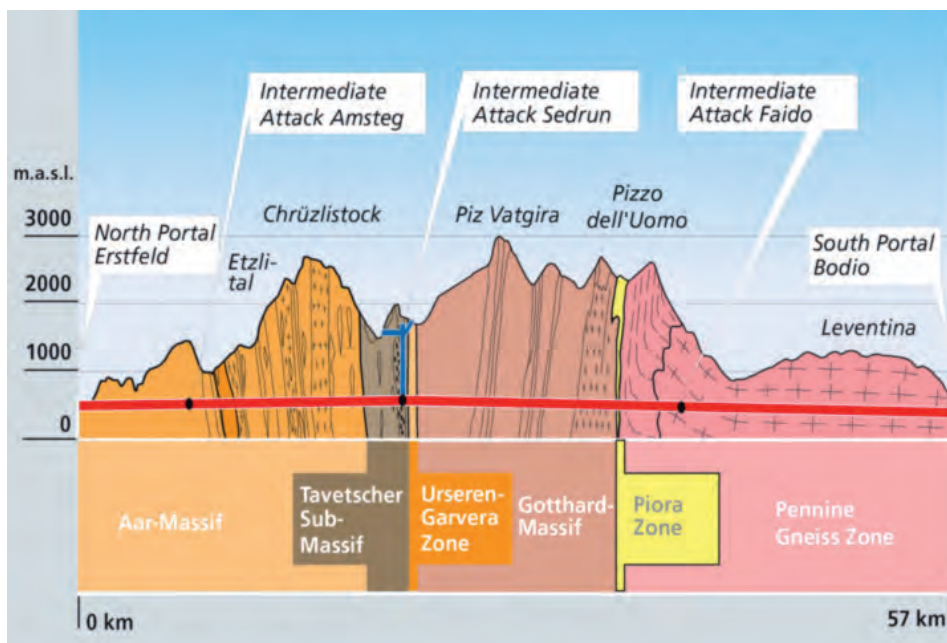 Intermediate
Attack Amsteg
Intermediate
Attack Sedrun
Intermediate
Attack Faido
m.a.s.l.
3000
2000
1000
0
North Portal
Erstfeld
Etzli-
tal
Chrüzlistock
Piz Vatgira
Pizzo
dell'Uomo
South Portal
Bodio
Leventina
Aar-Massif
Tavetscher
Sub-
Massif
Urseren-
Garvera
Zone
Gotthard-
Massif
Piora
Zone
Pennine
Gneiss Zone
0 km
57 km